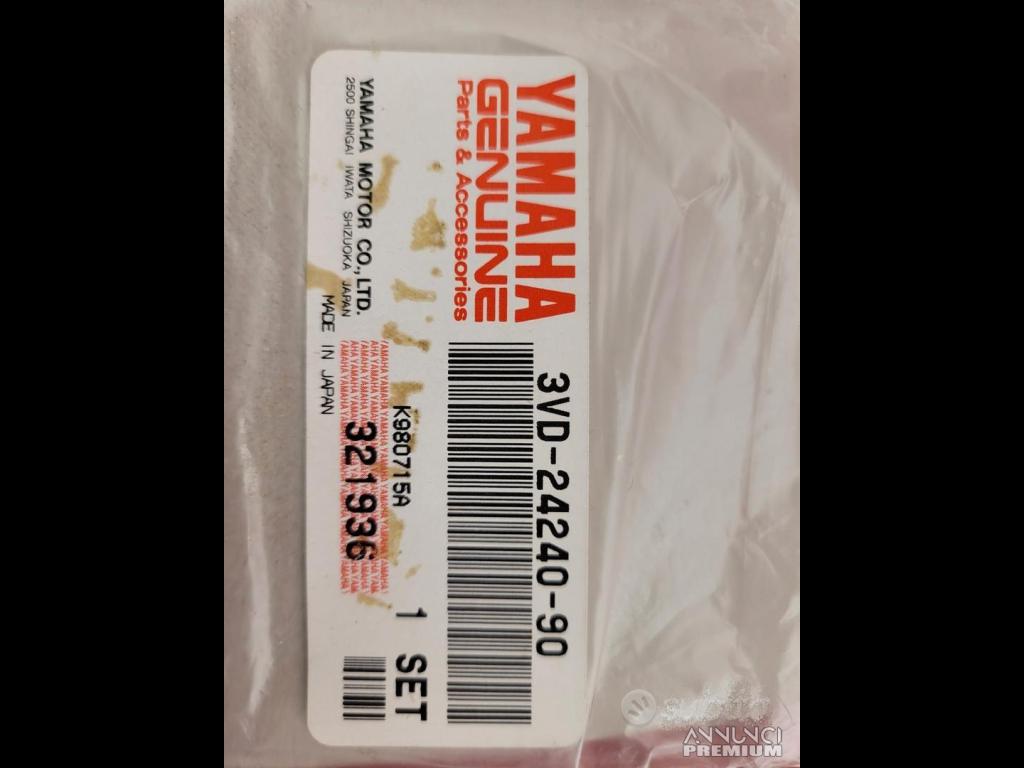 YAMAHA
GENUINE
Parts & Accessories
3VD-24240-90
K980715A
1 SET
321936
YAMAHA MOTOR CO., LTD.
2500 SHINGAI IWATA SHIZUOKA JAPAN
MADE IN JAPAN
subito
ANNUNCI
PREMIUM